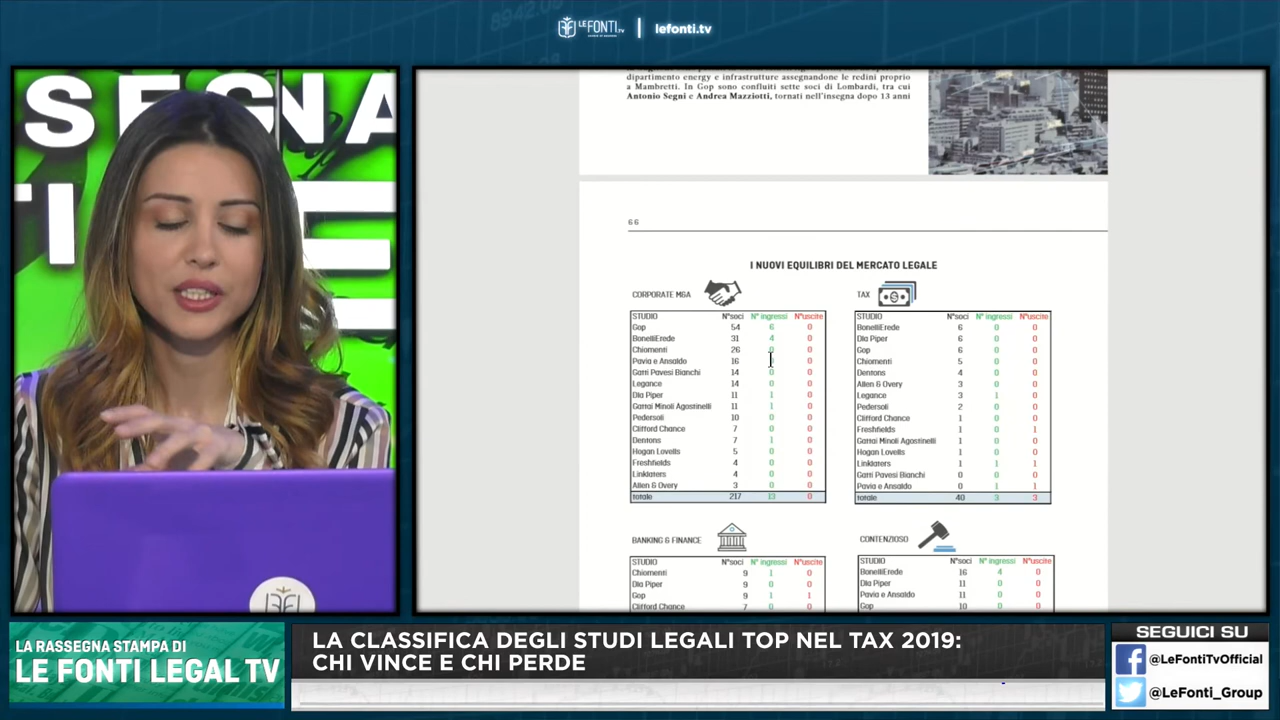 LE FONTI TV
lefonti.tv
SEGNA
dipartimento energy e infrastrutture assegnandone le redini proprio
a Mambretti. In Gop sono confluiti sette soci di Lombardi, tra cui
Antonio Segni e Andrea Mazziotti, tornati nell'insegna dopo 13 anni
66
I NUOVI EQUILIBRI DEL MERCATO LEGALE
CORPORATE M&A
STUDIO N°soci N° ingressi N°uscite
Gop 54 6 0
BonelliErede 31 4 0
Chiomenti 26 0 0
Pavia e Ansaldo 16 0
Gatti Pavesi Bianchi 14 0 0
Legance 14 0 0
Dla Piper 11 1 0
Gattai Minoli Agostinelli 11 1 0
Pedersoli 10 0 0
Clifford Chance 7 0 0
Dentons 7 1 0
Hogan Lovells 5 0 0
Freshfields 4 0 0
Linklaters 4 0 0
Allen & Overy 3 0 0
totale 217 13 0
TAX
STUDIO N°soci N° ingressi N°uscite
BonelliErede 6 0 0
Dla Piper 6 0 0
Gop 6 0 0
Chiomenti 5 0 0
Dentons 4 0 0
Allen & Overy 3 0 0
Legance 3 1 0
Pedersoli 2 0 0
Clifford Chance 1 0 0
Freshfields 1 0 1
Gattai Minoli Agostinelli 1 0 0
Hogan Lovells 1 0 0
Linklaters 1 1 1
Gatti Pavesi Bianchi 0 0 0
Pavia e Ansaldo 0 1 1
totale 40 3 3
BANKING & FINANCE
STUDIO N°soci N° ingressi N°uscite
Chiomenti 9 1 0
Dla Piper 9 0 0
Gop 9 1 1
Clifford Chance 7 0 0
CONTENZIOSO
STUDIO N°soci N° ingressi N°uscite
BonelliErede 16 4 0
Dla Piper 11 0 0
Pavia e Ansaldo 11 0 0
Gop 10 0 0
LA RASSEGNA STAMPA DI
LE FONTI LEGAL TV
LA CLASSIFICA DEGLI STUDI LEGALI TOP NEL TAX 2019:
CHI VINCE E CHI PERDE
SEGUICI SU
@LeFontiTvOfficial
@LeFonti_Group